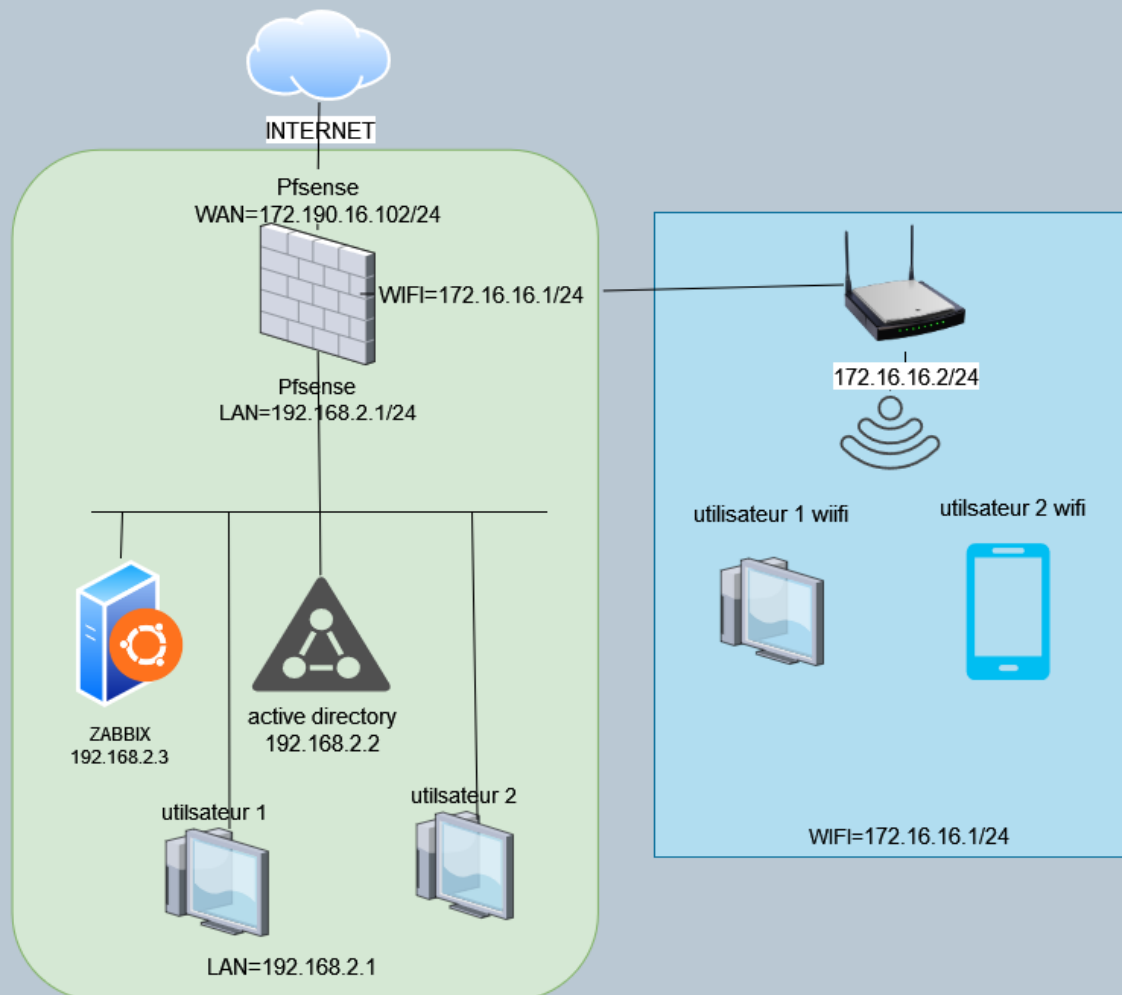 INTERNET
Pfsense
WAN=172.190.16.102/24
WIFI=172.16.16.1/24
Pfsense
LAN=192.168.2.1/24
172.16.16.2/24
utilisateur 1 wiifi
utilsateur 2 wifi
ZABBIX
192.168.2.3
active directory
192.168.2.2
utilsateur 1
utilsateur 2
WIFI=172.16.16.1/24
LAN=192.168.2.1